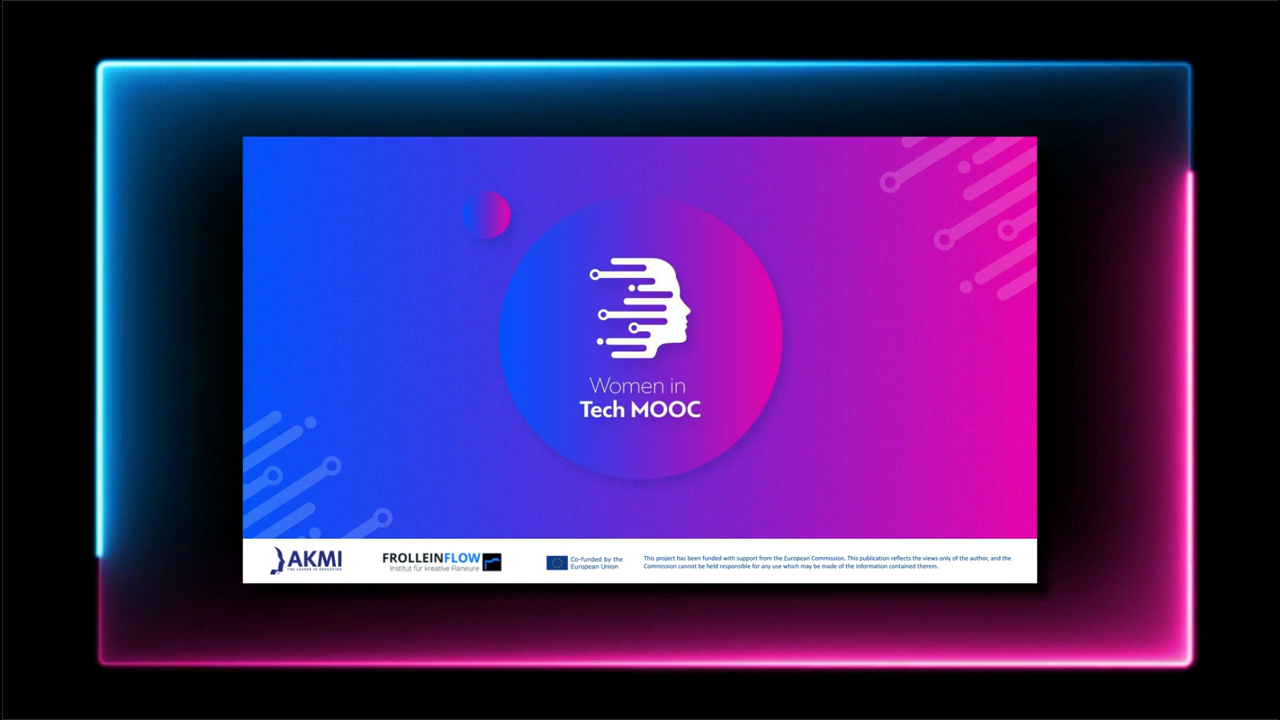 Women in
Tech MOOC
AKMI
THE LEADER IN EDUCATION
FROLLEINFLOW
Institut für kreative Flaneure
Co-funded by the
European Union
This project has been funded with support from the European Commission. This publication reflects the views only of the author, and the
Commission cannot be held responsible for any use which may be made of the information contained therein.